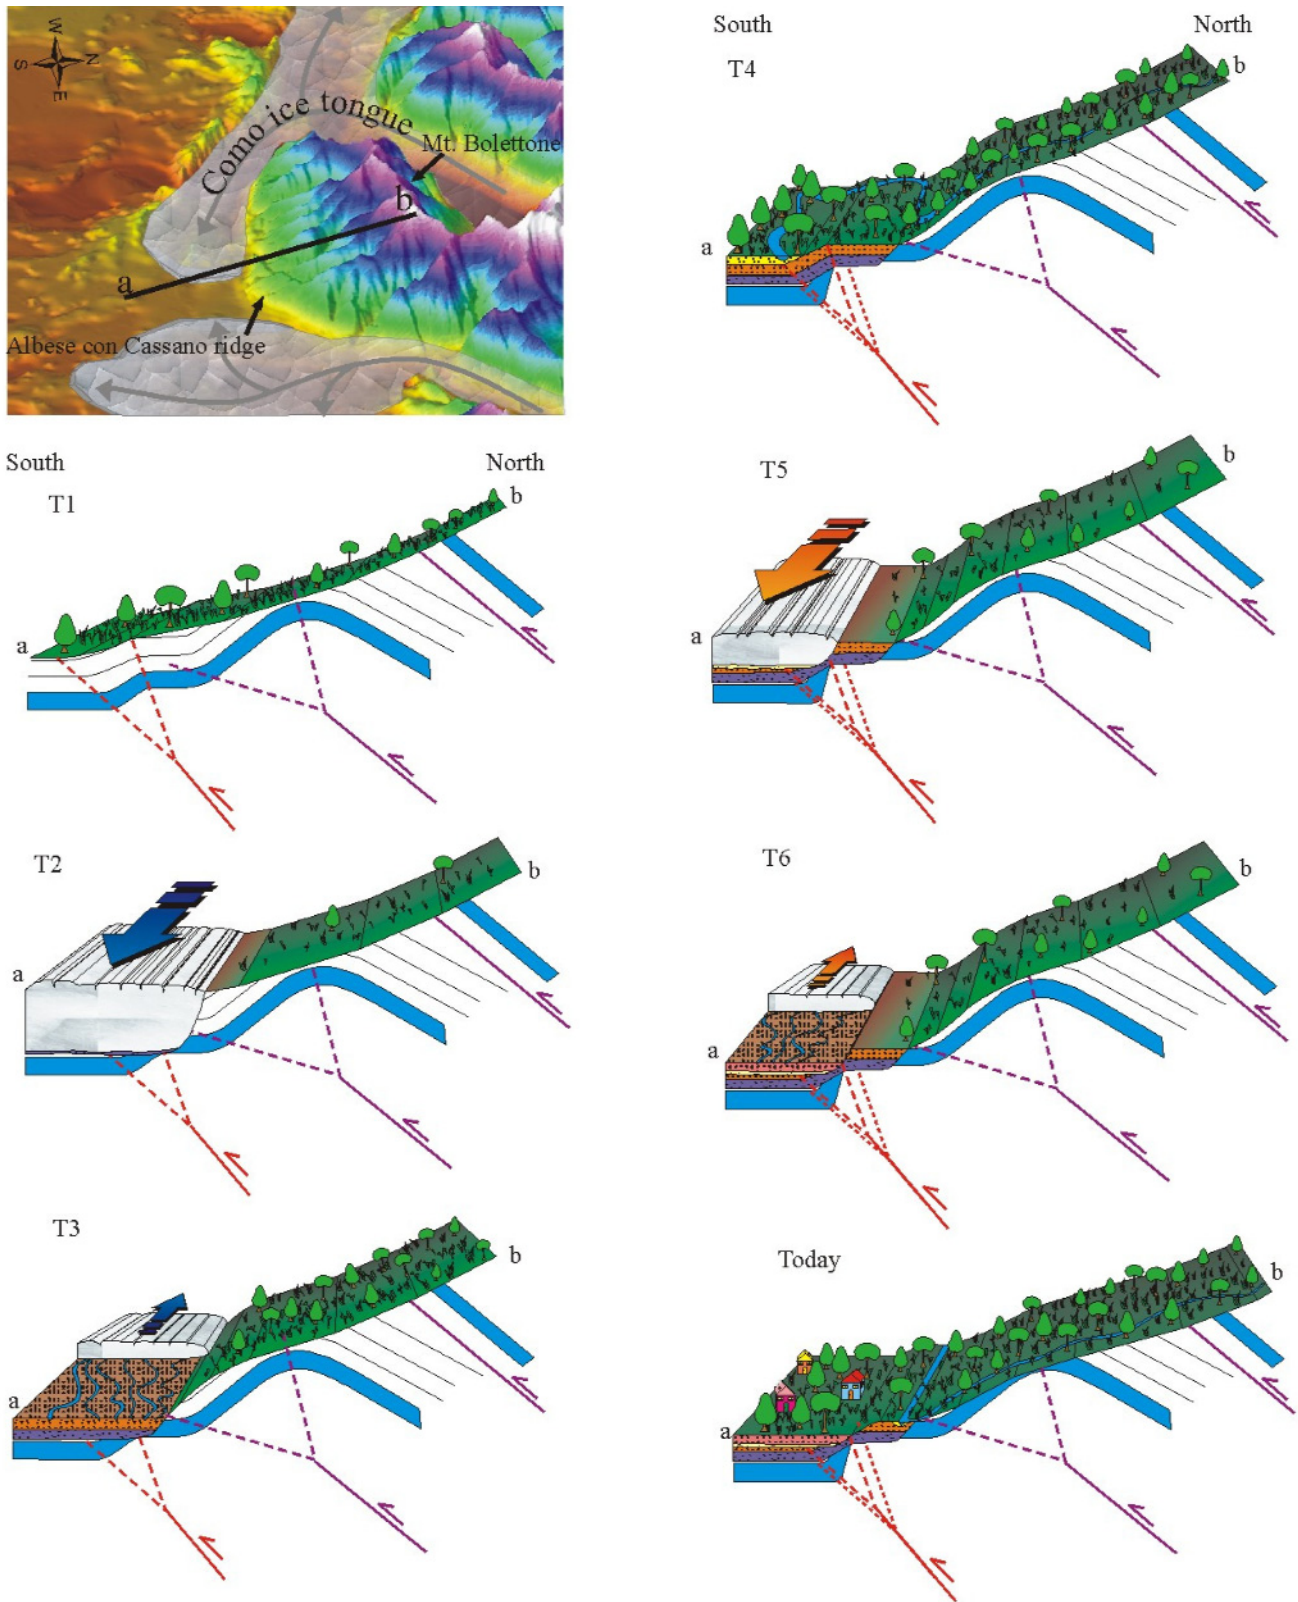 W
S N
E
Como ice tongue
Mt. Bolettone
b
a
Albese con Cassano ridge
South North
T1
b
a
T2
b
a
T3
b
a
South North
T4
b
a
T5
b
a
T6
b
a
Today
b
a